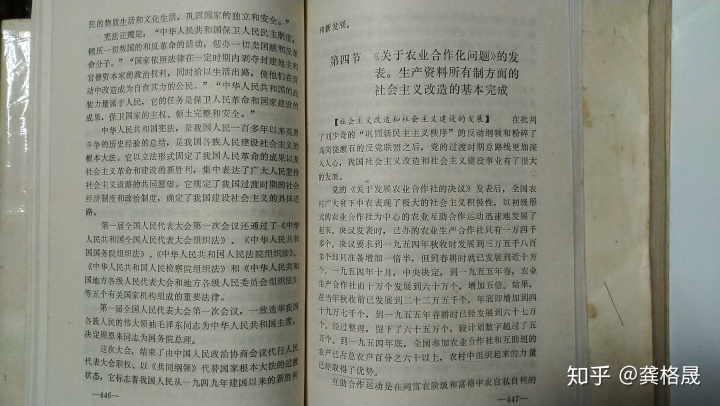 民的物质生活和文化生活，巩固国家的独立和安全。”
宪法还规定：“中华人民共和国保卫人民民主制度，
镇压一切叛国的和反革命的活动，惩办一切卖国贼和反革
命分子。”“国家依照法律在一定时期内剥夺封建地主和
官僚资本家的政治权利，同时给以生活出路，使他们在劳
动中改造成为自食其力的公民。”“中华人民共和国的武
装力量属于人民，它的任务是保卫人民革命和国家建设的
成果，保卫国家的主权、领土完整和安全。”
中华人民共和国宪法，是我国人民一百多年以来英勇
斗争的历史经验的总结，是我国各族人民建设社会主义的
根本大法。它以立法形式固定了我国人民革命的成果以及
社会主义革命和建设的新胜利，集中表达了广大人民坚持
社会主义道路的共同愿望。它规定了我国过渡时期的社会
经济制度和政治制度，确定了我国建设社会主义的具体道
路。
第一届全国人民代表大会第一次会议还通过了《中华
人民共和国全国人民代表大会组织法》、《中华人民共和
国国务院组织法》、《中华人民共和国人民法院组织法》、
《中华人民共和国人民检察院组织法》和《中华人民共和
国地方各级人民代表大会和地方各级人民委员会组织法》
等五个有关国家机构组成的重要法律。
第一届全国人民代表大会第一次会议，一致选举我国
各族人民的伟大领袖毛泽东同志为中华人民共和国主席，
决定周恩来同志为国务院总理。
这次大会，结束了由中国人民政治协商会议代行人民
代表大会职权、以《共同纲领》代替国家根本大法的过渡
状态，它标志着我国人民从一九四九年建国以来的新胜利
—446—
和新发展。
第四节 《关于农业合作化问题》的发
表。生产资料所有制方面的
社会主义改造的基本完成
【社会主义改造和社会主义建设的发展】 在批判
了刘少奇的“巩固新民主主义秩序”的反动纲领和粉碎了
高岗饶漱石的反党联盟之后，党的过渡时期总路线更加深
入人心，我国社会主义改造和社会主义建设事业有了很大
的发展。
党的《关于发展农业合作社的决议》发表后，全国农
村广大贫下中农表现了极大的社会主义积极性，以初级形
式的农业合作社为中心的农业互助合作运动迅速地发展了
起来。决议发表时，已办的农业生产合作社只有一万四千
多个，决议要求到一九五四年秋收时发展到三万五千八百
多个即只准备增加一倍半，但到春耕时就已发展到近十万
个，一九五四年十月，中央决定，到一九五五年春，农业
生产合作社由十万个发展到六十万个，增加五倍。结果，
在当年秋收前已发展到二十二万五千个，年底即增加到四
十九万七千个，到一九五五年春耕时已经发展到六十七万
个。经过整理，留下了六十五万个，较计划数字超过了五
万个。到一九五四年底，全国参加农业合作社和互助组的
农户已占总农户百分之六十以上，农村中组织起来的力量
已经取得了优势。
互助合作运动是在同富农阶级和富裕中农自私自利的
—447—
知乎 @龚格晟